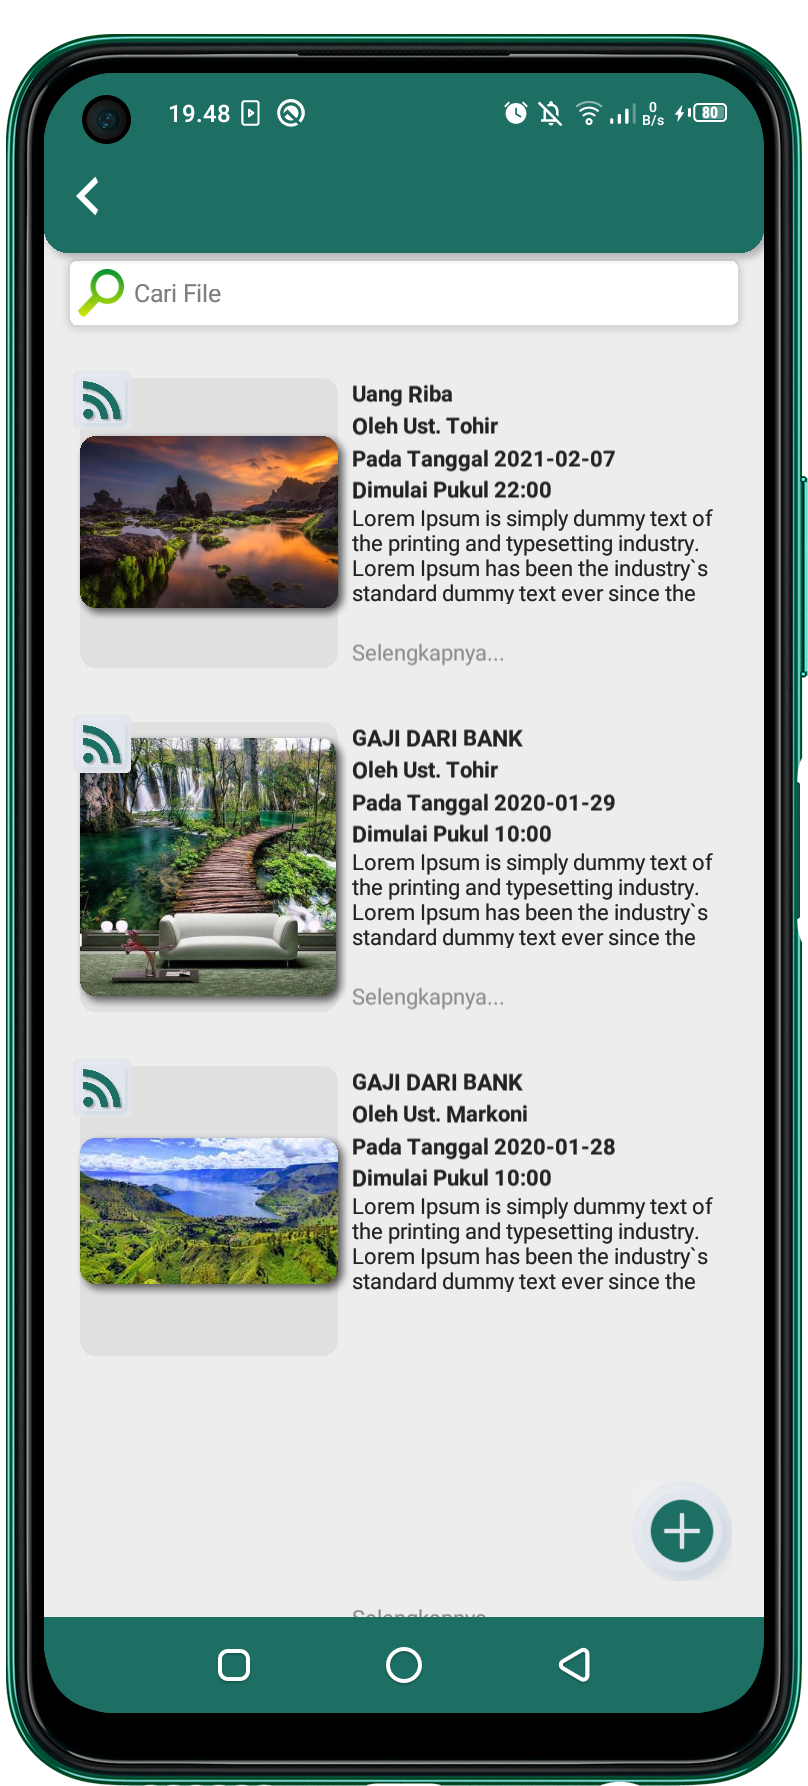 19.48
0
B/s
80
Cari File
Uang Riba
Oleh Ust. Tohir
Pada Tanggal 2021-02-07
Dimulai Pukul 22:00
Lorem Ipsum is simply dummy text of
the printing and typesetting industry.
Lorem Ipsum has been the industry`s
standard dummy text ever since the
Selengkapnya...
GAJI DARI BANK
Oleh Ust. Tohir
Pada Tanggal 2020-01-29
Dimulai Pukul 10:00
Lorem Ipsum is simply dummy text of
the printing and typesetting industry.
Lorem Ipsum has been the industry`s
standard dummy text ever since the
Selengkapnya...
GAJI DARI BANK
Oleh Ust. Markoni
Pada Tanggal 2020-01-28
Dimulai Pukul 10:00
Lorem Ipsum is simply dummy text of
the printing and typesetting industry.
Lorem Ipsum has been the industry`s
standard dummy text ever since the
Selengkapnya